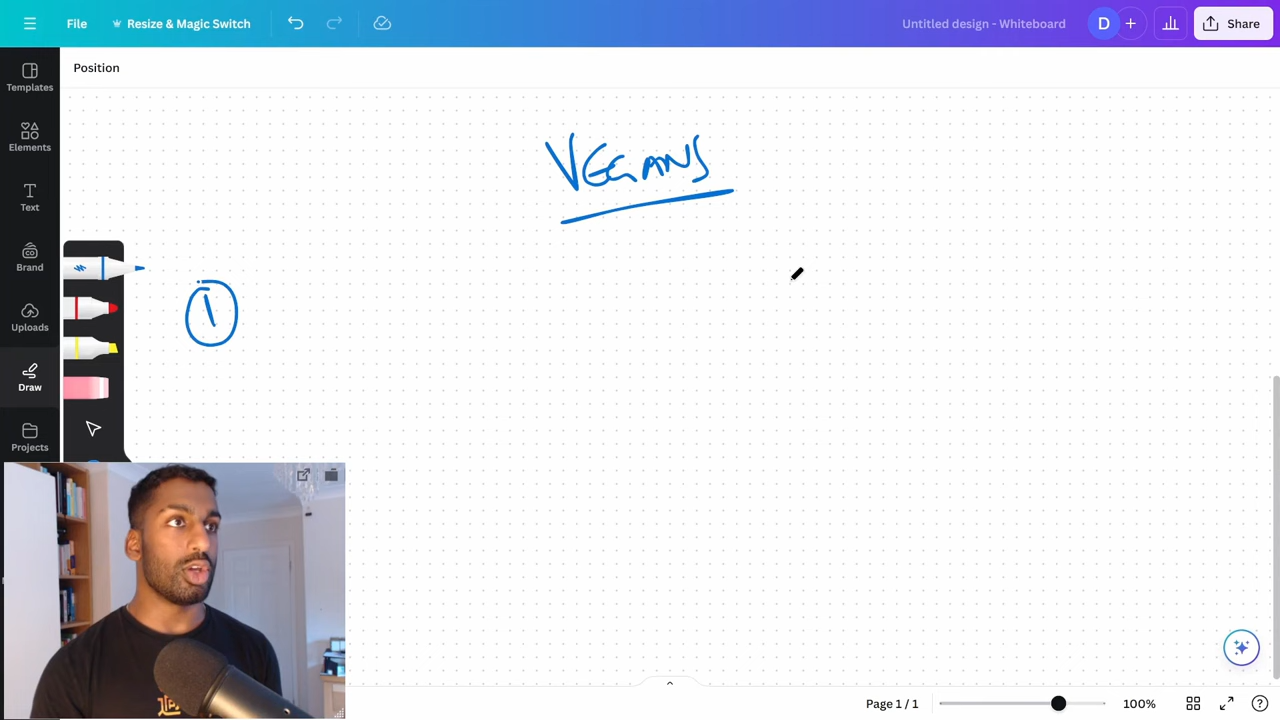 File
Resize & Magic Switch
Untitled design - Whiteboard
D
+
Share
Templates
Elements
Text
Brand
Uploads
Draw
Projects
Position
VEGANS
1
Page 1 / 1
100%
?